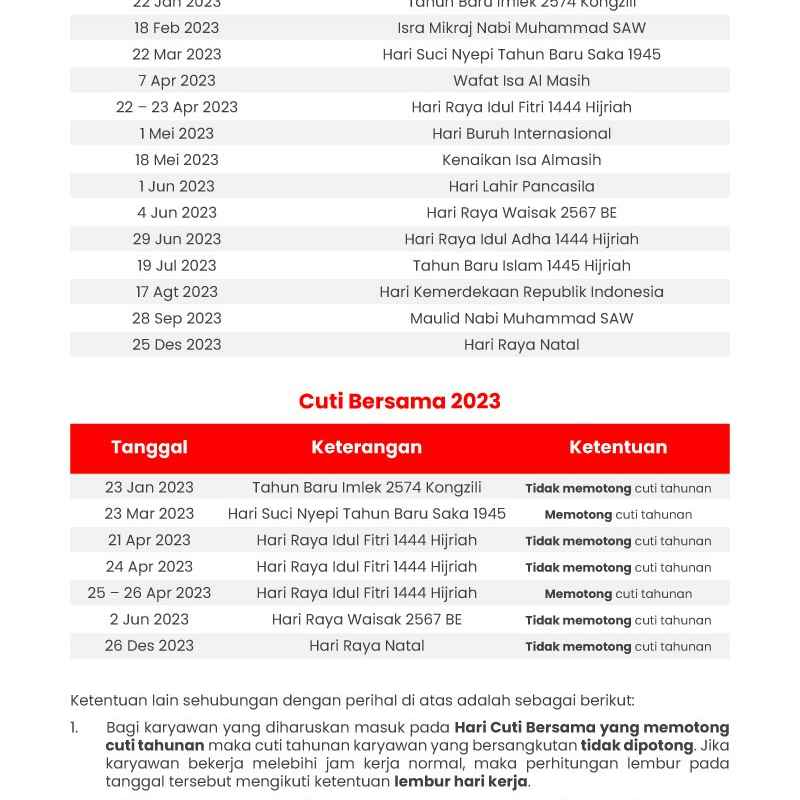 22 Jan 2023 Tahun Baru Imlek 2574 Kongzili
18 Feb 2023 Isra Mikraj Nabi Muhammad SAW
22 Mar 2023 Hari Suci Nyepi Tahun Baru Saka 1945
7 Apr 2023 Wafat Isa Al Masih
22 – 23 Apr 2023 Hari Raya Idul Fitri 1444 Hijriah
1 Mei 2023 Hari Buruh Internasional
18 Mei 2023 Kenaikan Isa Almasih
1 Jun 2023 Hari Lahir Pancasila
4 Jun 2023 Hari Raya Waisak 2567 BE
29 Jun 2023 Hari Raya Idul Adha 1444 Hijriah
19 Jul 2023 Tahun Baru Islam 1445 Hijriah
17 Agt 2023 Hari Kemerdekaan Republik Indonesia
28 Sep 2023 Maulid Nabi Muhammad SAW
25 Des 2023 Hari Raya Natal
Cuti Bersama 2023
Tanggal Keterangan Ketentuan
23 Jan 2023 Tahun Baru Imlek 2574 Kongzili Tidak memotong cuti tahunan
23 Mar 2023 Hari Suci Nyepi Tahun Baru Saka 1945 Memotong cuti tahunan
21 Apr 2023 Hari Raya Idul Fitri 1444 Hijriah Tidak memotong cuti tahunan
24 Apr 2023 Hari Raya Idul Fitri 1444 Hijriah Tidak memotong cuti tahunan
25 – 26 Apr 2023 Hari Raya Idul Fitri 1444 Hijriah Memotong cuti tahunan
2 Jun 2023 Hari Raya Waisak 2567 BE Tidak memotong cuti tahunan
26 Des 2023 Hari Raya Natal Tidak memotong cuti tahunan
Ketentuan lain sehubungan dengan perihal di atas adalah sebagai berikut:
1. Bagi karyawan yang diharuskan masuk pada Hari Cuti Bersama yang memotong
cuti tahunan maka cuti tahunan karyawan yang bersangkutan tidak dipotong. Jika
karyawan bekerja melebihi jam kerja normal, maka perhitungan lembur pada
tanggal tersebut mengikuti ketentuan lembur hari kerja.